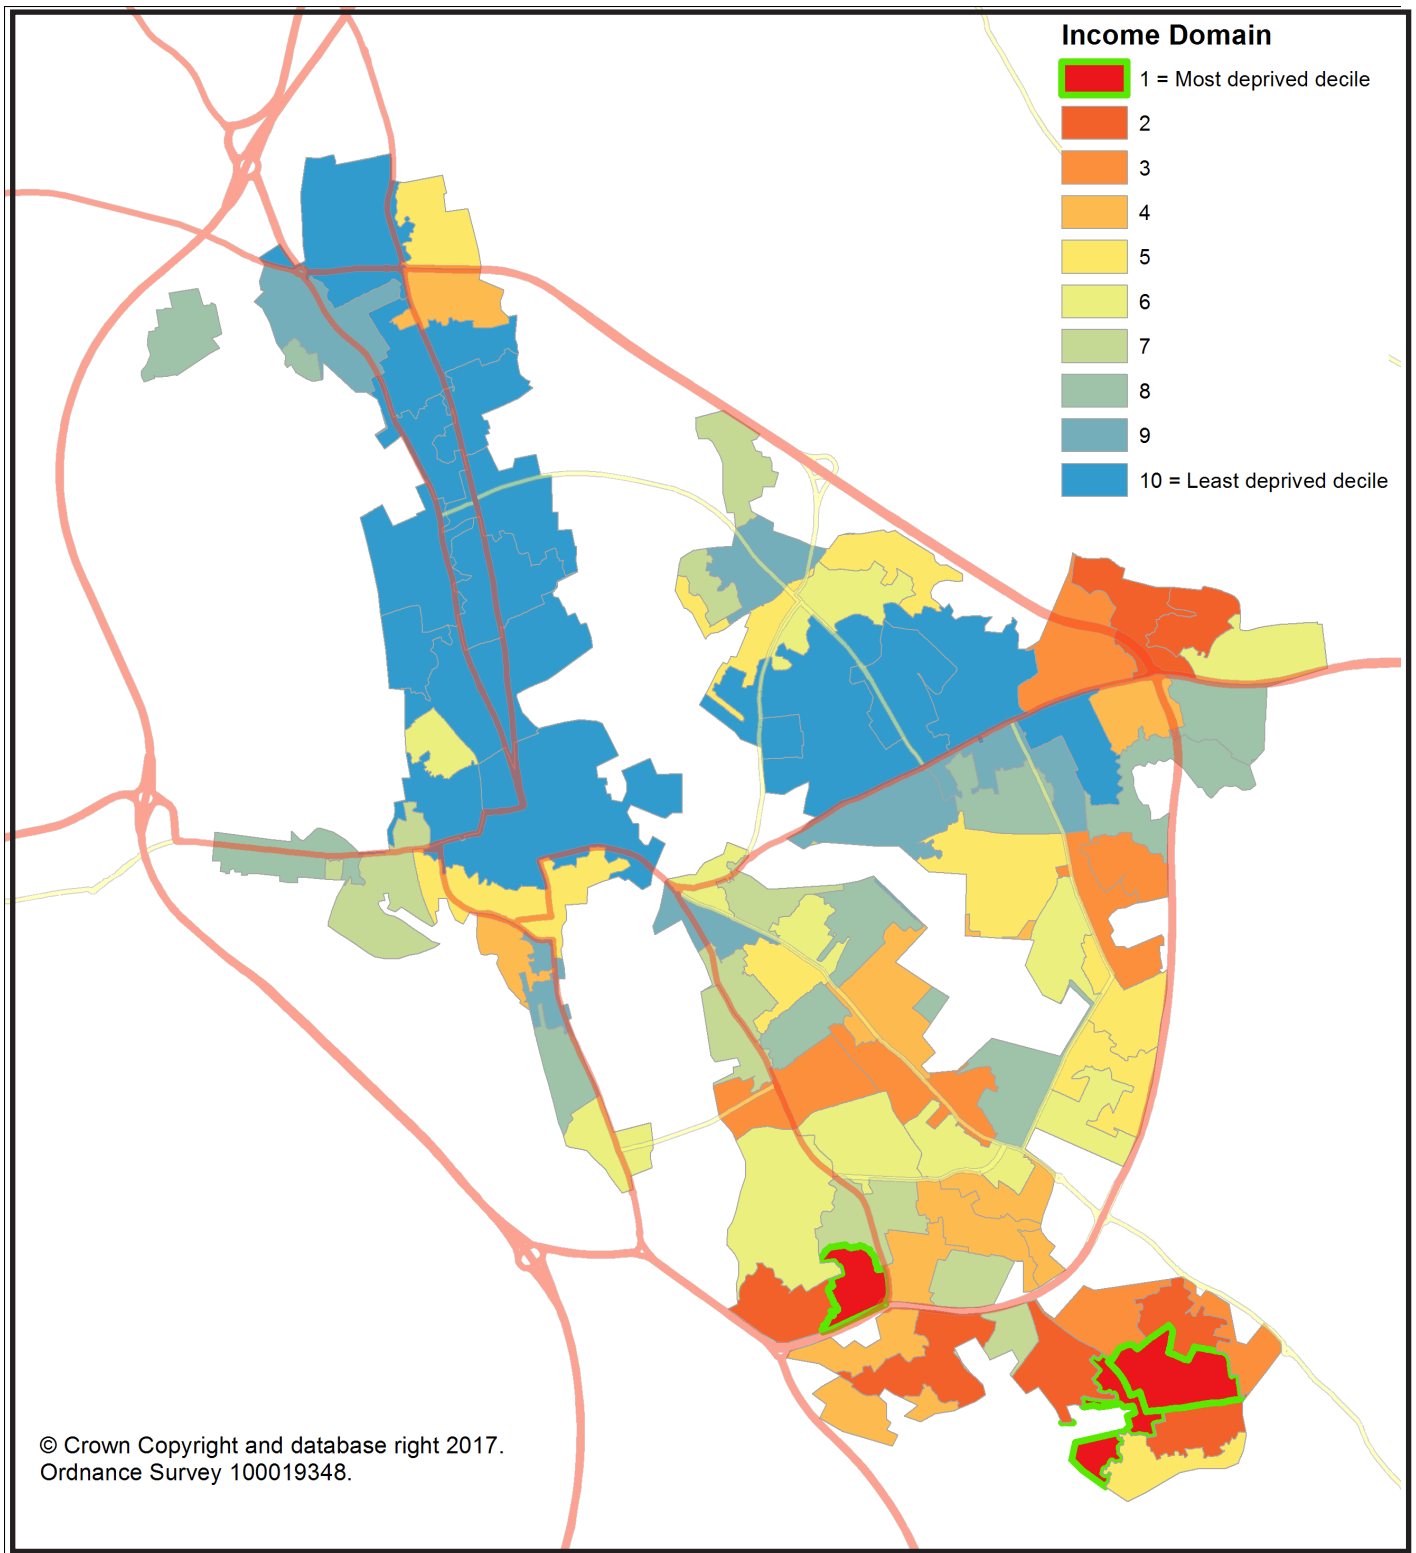 Income Domain
1 = Most deprived decile
2
3
4
5
6
7
8
9
10 = Least deprived decile
© Crown Copyright and database right 2017.
Ordnance Survey 100019348.